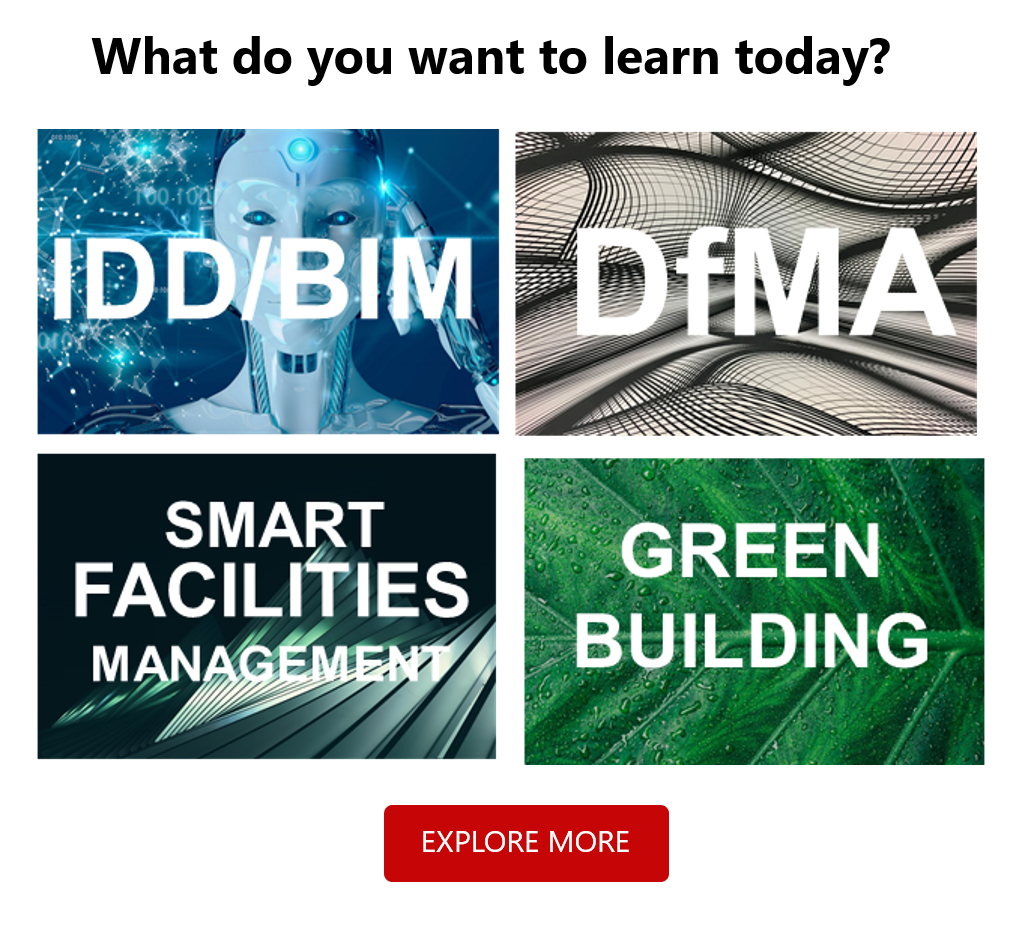 What do you want to learn today?
IDD/BIM
DfMA
SMART
FACILITIES
MANAGEMENT
GREEN
BUILDING
EXPLORE MORE